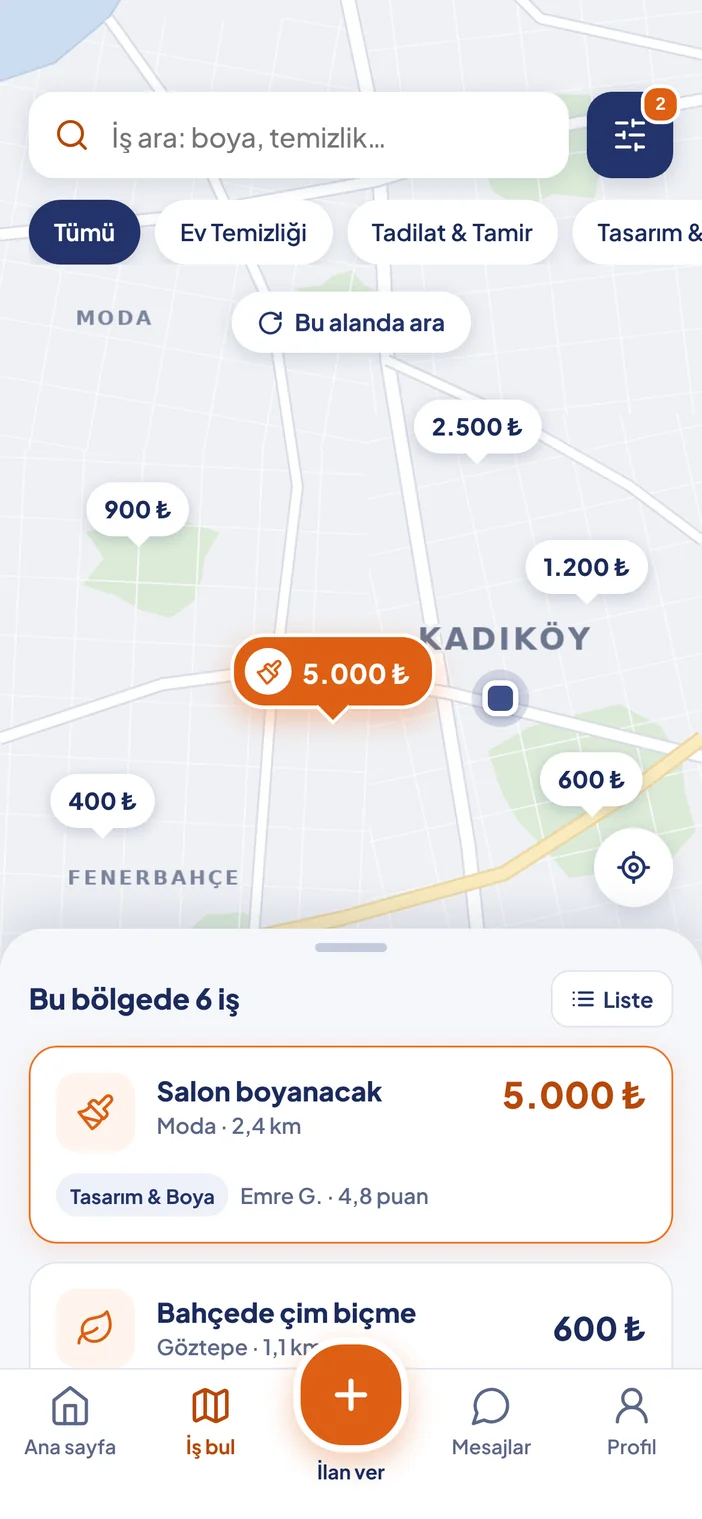 2
İş ara: boya, temizlik...
Tümü
Ev Temizliği
Tadilat & Tamir
Tasarım &
MODA
Bu alanda ara
2.500 ₺
900 ₺
1.200 ₺
KADIKÖY
5.000 ₺
600 ₺
400 ₺
FENERBAHÇE
Bu bölgede 6 iş
Liste
Salon boyanacak
5.000 ₺
Moda · 2,4 km
Tasarım & Boya
Emre G. · 4,8 puan
Bahçede çim biçme
600 ₺
Göztepe · 1,1 km
Ana sayfa
İş bul
İlan ver
Mesajlar
Profil